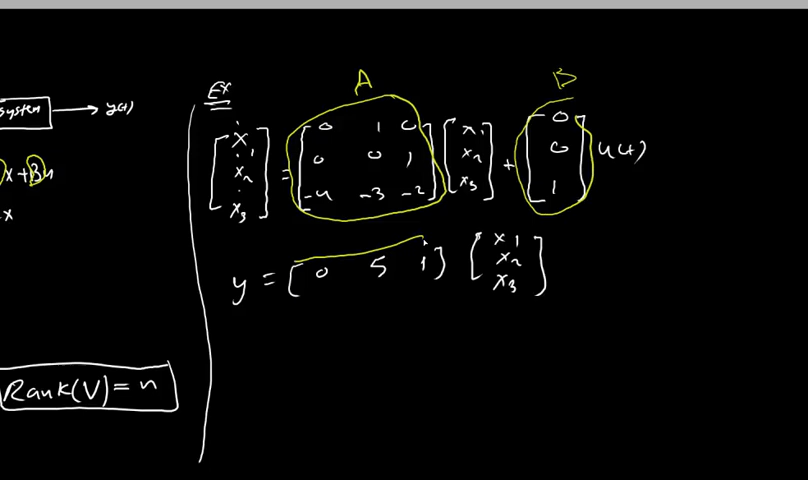 system → y(t)
x + Bu
x
Rank(V) = n
Ex
A
B
[ẋ1 ẋ2 ẋ3] = [0 1 0; 0 0 1; -4 -3 -2] [x1 x2 x3] + [0 0 1] u(t)
y = [0 5 1] [x1 x2 x3]